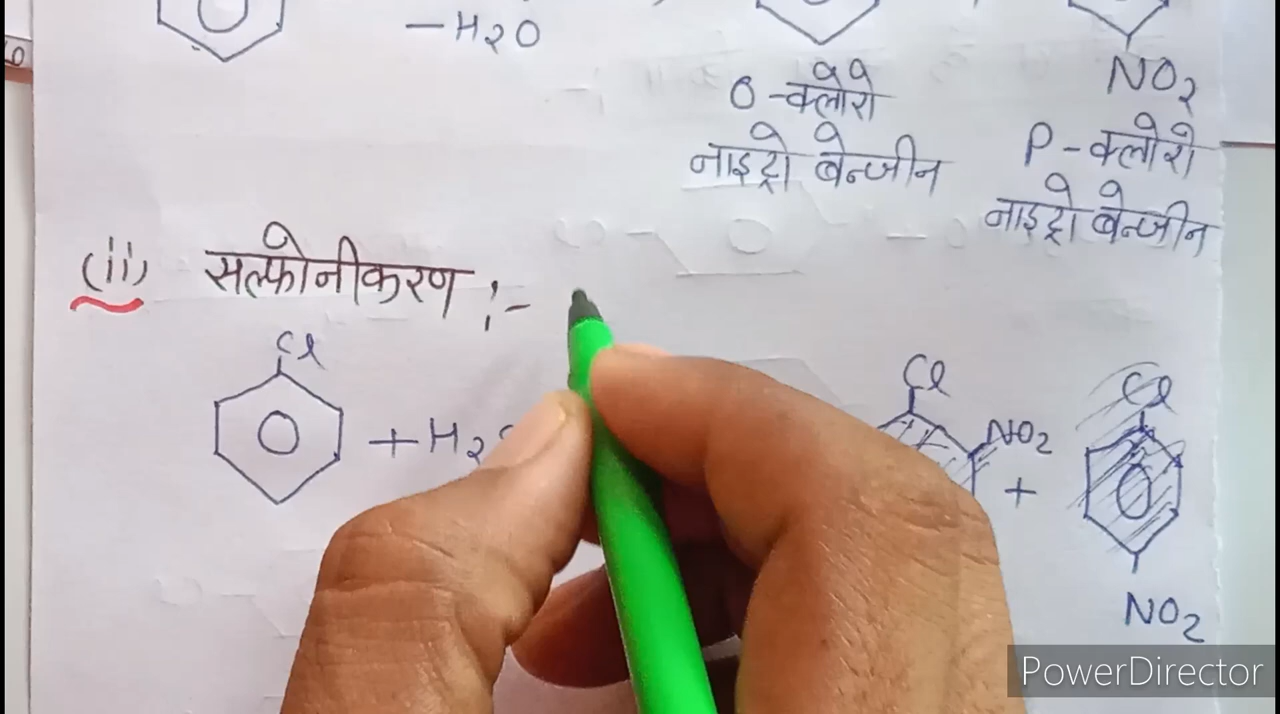 -H2O
NO2
o-क्लोरो
नाइट्रो बेन्जीन
P-क्लोरो
नाइट्रो बेन्जीन
(ii) सल्फोनीकरण :-
Cl
+ H2
Cl
NO2
+
Cl
NO2
PowerDirector